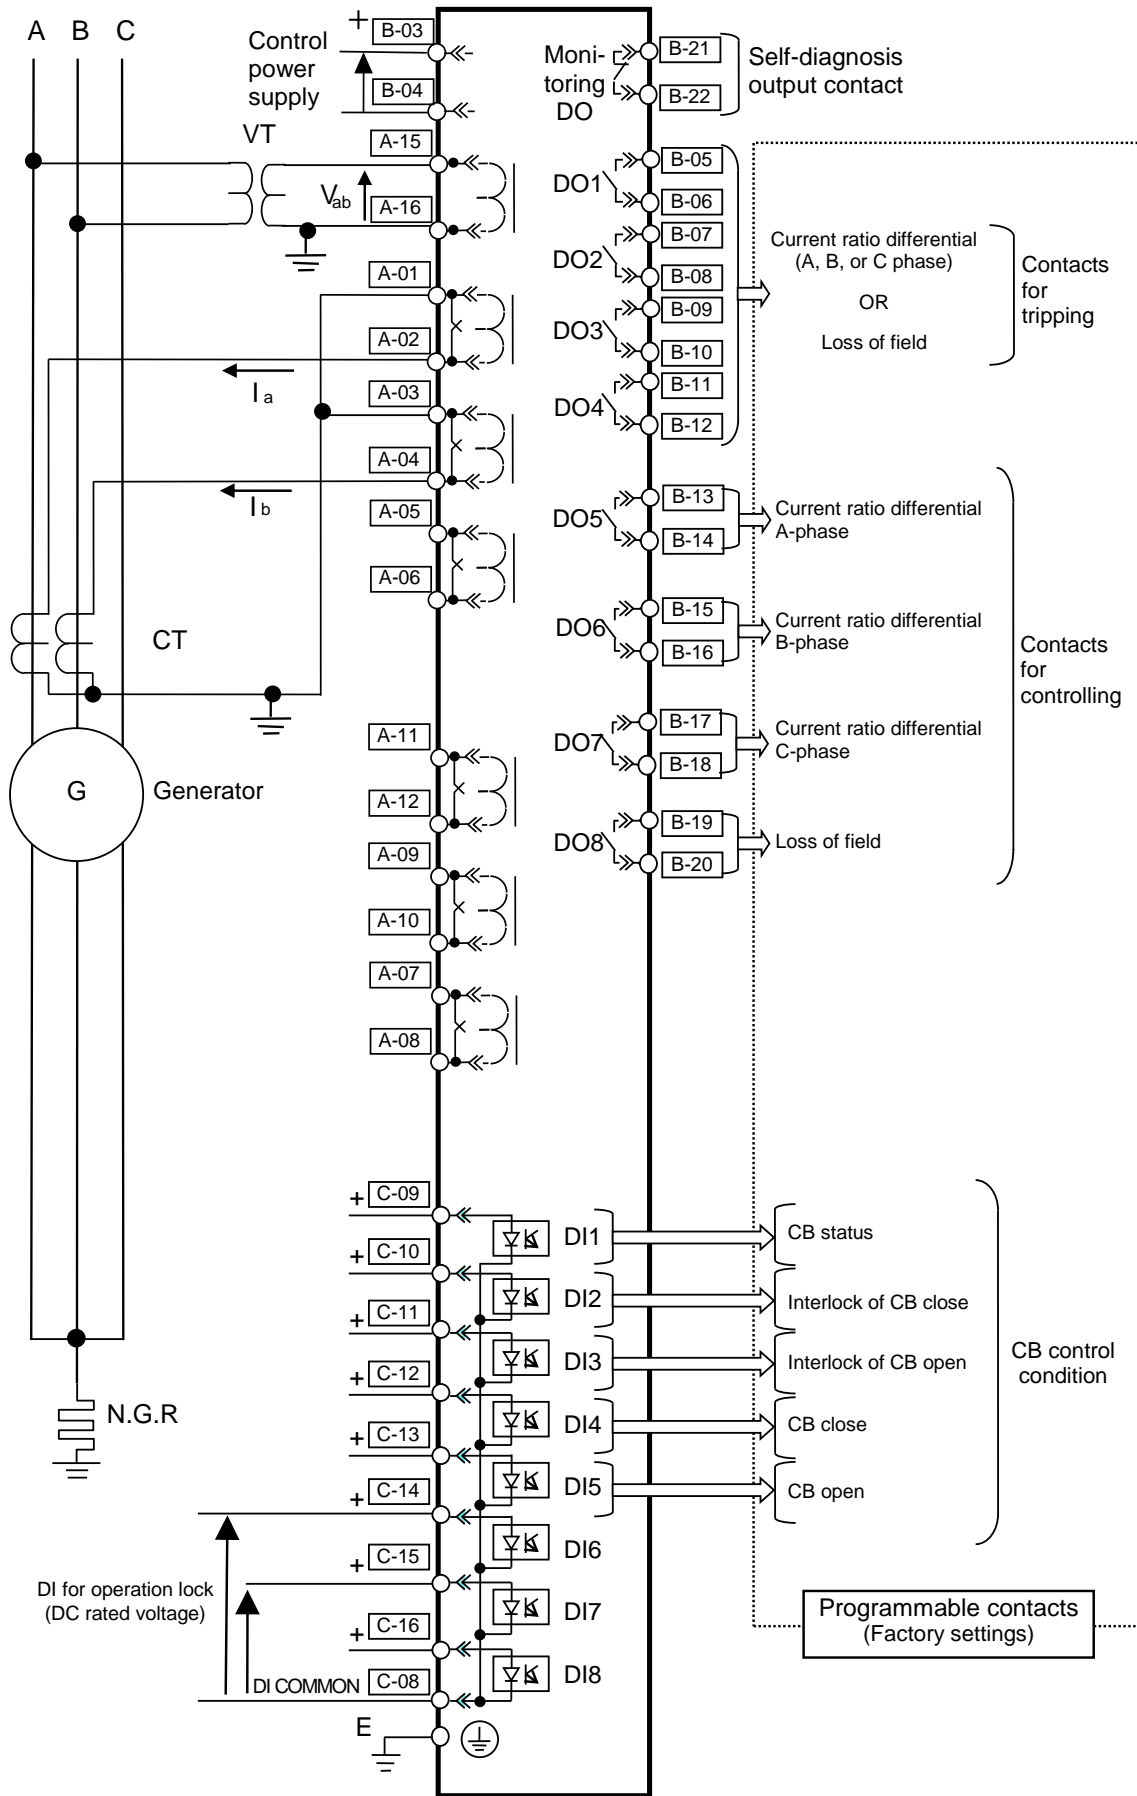 A B C
Control
power
supply
+ B-03
B-04
VT
A-15
Vab
A-16
A-01
A-02
Ia
A-03
A-04
Ib
A-05
A-06
CT
A-11
G
Generator
A-12
A-09
A-10
A-07
A-08
Moni-
toring
DO
B-21
B-22
Self-diagnosis
output contact
DO1
B-05
B-06
DO2
B-07
B-08
DO3
B-09
B-10
DO4
B-11
B-12
Current ratio differential
(A, B, or C phase)
OR
Loss of field
Contacts
for
tripping
DO5
B-13
B-14
Current ratio differential
A-phase
DO6
B-15
B-16
Current ratio differential
B-phase
DO7
B-17
B-18
Current ratio differential
C-phase
DO8
B-19
B-20
Loss of field
Contacts
for
controlling
+ C-09
DI1
CB status
+ C-10
DI2
Interlock of CB close
+ C-11
DI3
Interlock of CB open
+ C-12
DI4
CB close
+ C-13
DI5
CB open
CB control
condition
N.G.R
+ C-14
DI6
+ C-15
DI7
+ C-16
DI8
DI for operation lock
(DC rated voltage)
DI COMMON C-08
E
Programmable contacts
(Factory settings)